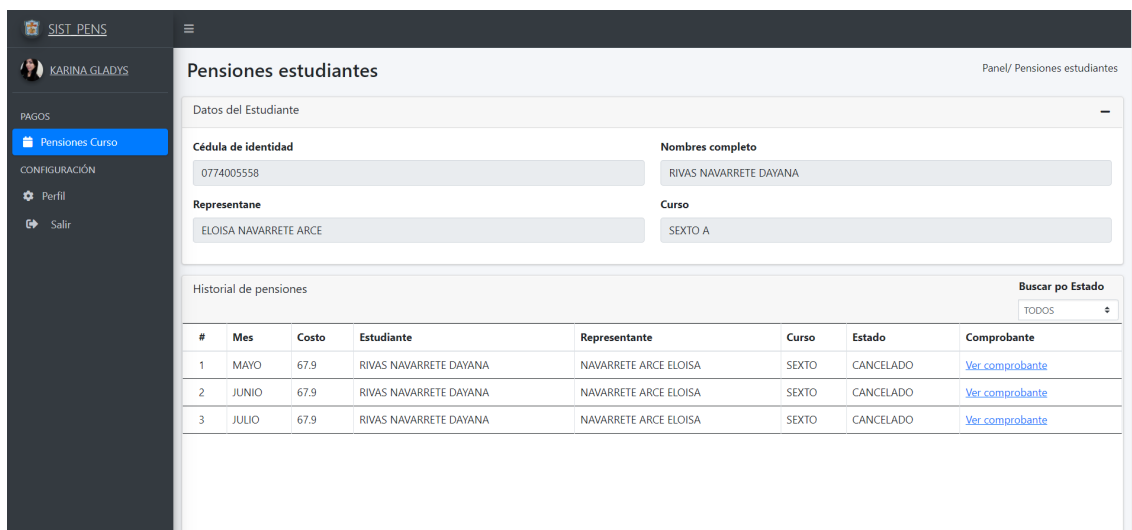 SIST_PENS
KARINA GLADYS
PAGOS
Pensiones Curso
CONFIGURACIÓN
Perfil
Salir
Pensiones estudiantes
Panel/ Pensiones estudiantes
Datos del Estudiante
Cédula de identidad Nombres completo
0774005558 RIVAS NAVARRETE DAYANA
Representane Curso
ELOISA NAVARRETE ARCE SEXTO A
Historial de pensiones
Buscar po Estado
TODOS
# Mes Costo Estudiante Representante Curso Estado Comprobante
1 MAYO 67.9 RIVAS NAVARRETE DAYANA NAVARRETE ARCE ELOISA SEXTO CANCELADO Ver comprobante
2 JUNIO 67.9 RIVAS NAVARRETE DAYANA NAVARRETE ARCE ELOISA SEXTO CANCELADO Ver comprobante
3 JULIO 67.9 RIVAS NAVARRETE DAYANA NAVARRETE ARCE ELOISA SEXTO CANCELADO Ver comprobante